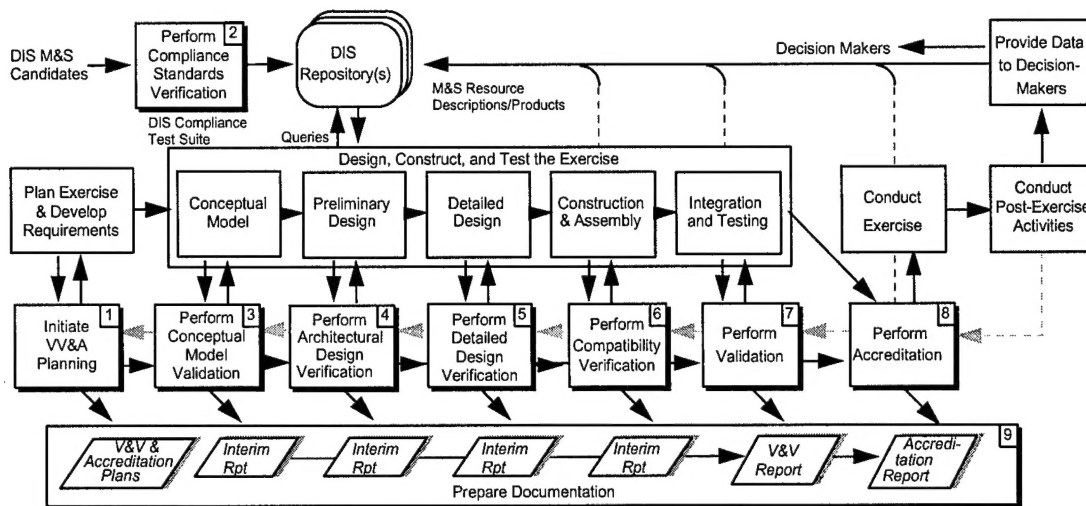 DIS M&S
Candidates
Perform
Compliance
Standards
Verification
2
DIS Compliance
Test Suite
DIS
Repository(s)
Queries
M&S Resource
Descriptions/Products
Decision Makers
Provide Data
to Decision-
Makers
Plan Exercise
& Develop
Requirements
Design, Construct, and Test the Exercise
Conceptual
Model
Preliminary
Design
Detailed
Design
Construction
& Assembly
Integration
and Testing
Conduct
Exercise
Conduct
Post-Exercise
Activities
1
Initiate
VV&A
Planning
3
Perform
Conceptual
Model
Validation
4
Perform
Architectural
Design
Verification
5
Perform
Detailed
Design
Verification
6
Perform
Compatibility
Verification
7
Perform
Validation
8
Perform
Accreditation
9
V&V &
Accreditation
Plans
Interim
Rpt
Interim
Rpt
Interim
Rpt
Interim
Rpt
V&V
Report
Accredi-
tation
Report
Prepare Documentation